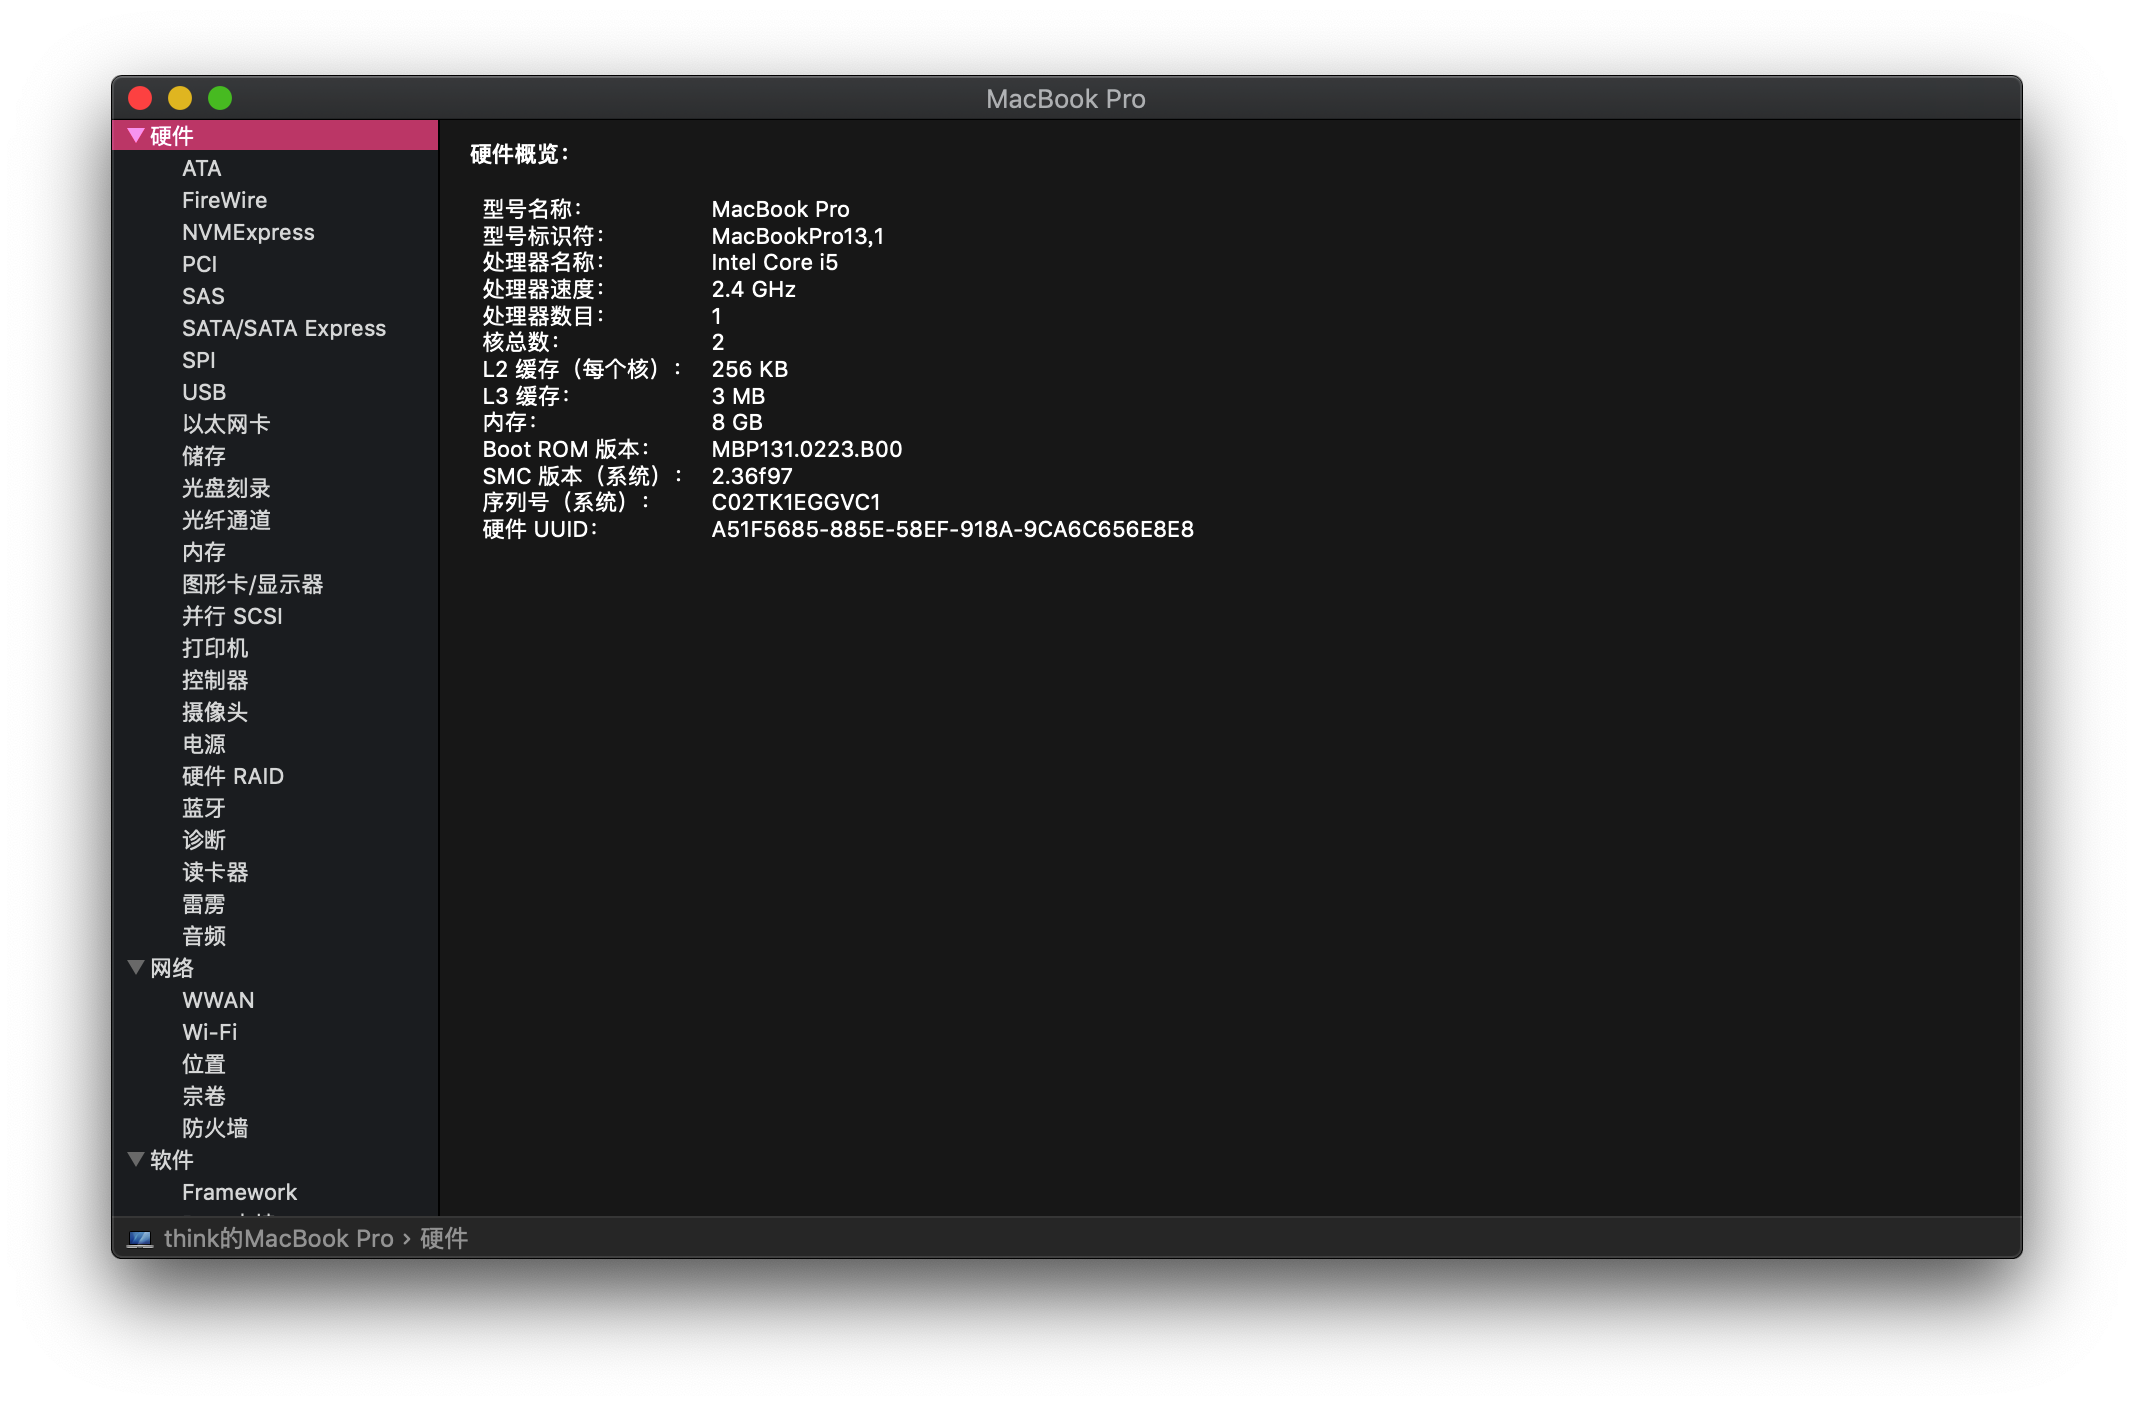 MacBook Pro
硬件
ATA
FireWire
NVMExpress
PCI
SAS
SATA/SATA Express
SPI
USB
以太网卡
储存
光盘刻录
光纤通道
内存
图形卡/显示器
并行 SCSI
打印机
控制器
摄像头
电源
硬件 RAID
蓝牙
诊断
读卡器
雷雳
音频
网络
WWAN
Wi-Fi
位置
宗卷
防火墙
软件
Framework
硬件概览：
型号名称： MacBook Pro
型号标识符： MacBookPro13,1
处理器名称： Intel Core i5
处理器速度： 2.4 GHz
处理器数目： 1
核总数： 2
L2 缓存（每个核）： 256 KB
L3 缓存： 3 MB
内存： 8 GB
Boot ROM 版本： MBP131.0223.B00
SMC 版本（系统）： 2.36f97
序列号（系统）： C02TK1EGGVC1
硬件 UUID： A51F5685-885E-58EF-918A-9CA6C656E8E8
think的MacBook Pro › 硬件